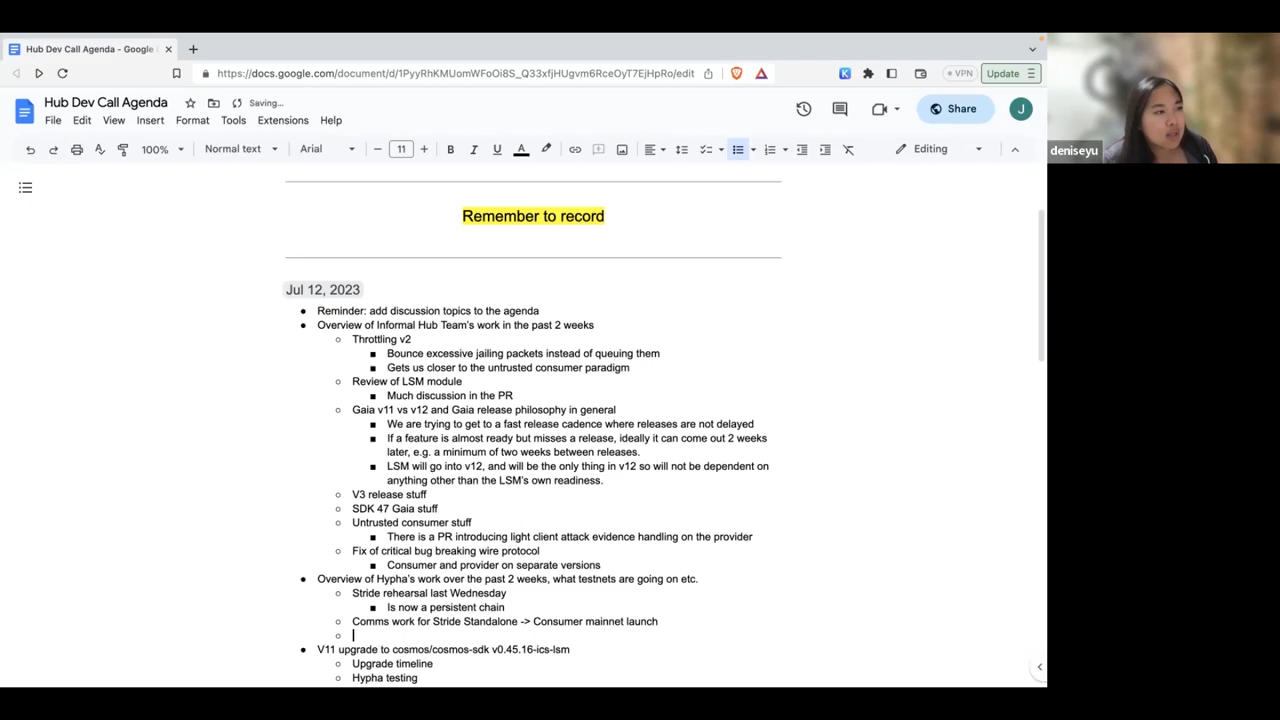 Hub Dev Call Agenda - Google
https://docs.google.com/document/d/1PyyRhKMUomWFoOi8S_Q33xfjHUgvm6RceOyT7EjHpRo/edit
VPN
Update
Hub Dev Call Agenda
Saving...
File Edit View Insert Format Tools Extensions Help
Share
J
100%
Normal text
Arial
11
B I U A
Editing
deniseyu
Remember to record
Jul 12, 2023
Reminder: add discussion topics to the agenda
Overview of Informal Hub Team's work in the past 2 weeks
Throttling v2
Bounce excessive jailing packets instead of queuing them
Gets us closer to the untrusted consumer paradigm
Review of LSM module
Much discussion in the PR
Gaia v11 vs v12 and Gaia release philosophy in general
We are trying to get to a fast release cadence where releases are not delayed
If a feature is almost ready but misses a release, ideally it can come out 2 weeks
later, e.g. a minimum of two weeks between releases.
LSM will go into v12, and will be the only thing in v12 so will not be dependent on
anything other than the LSM's own readiness.
V3 release stuff
SDK 47 Gaia stuff
Untrusted consumer stuff
There is a PR introducing light client attack evidence handling on the provider
Fix of critical bug breaking wire protocol
Consumer and provider on separate versions
Overview of Hypha's work over the past 2 weeks, what testnets are going on etc.
Stride rehearsal last Wednesday
Is now a persistent chain
Comms work for Stride Standalone -> Consumer mainnet launch
V11 upgrade to cosmos/cosmos-sdk v0.45.16-ics-lsm
Upgrade timeline
Hypha testing